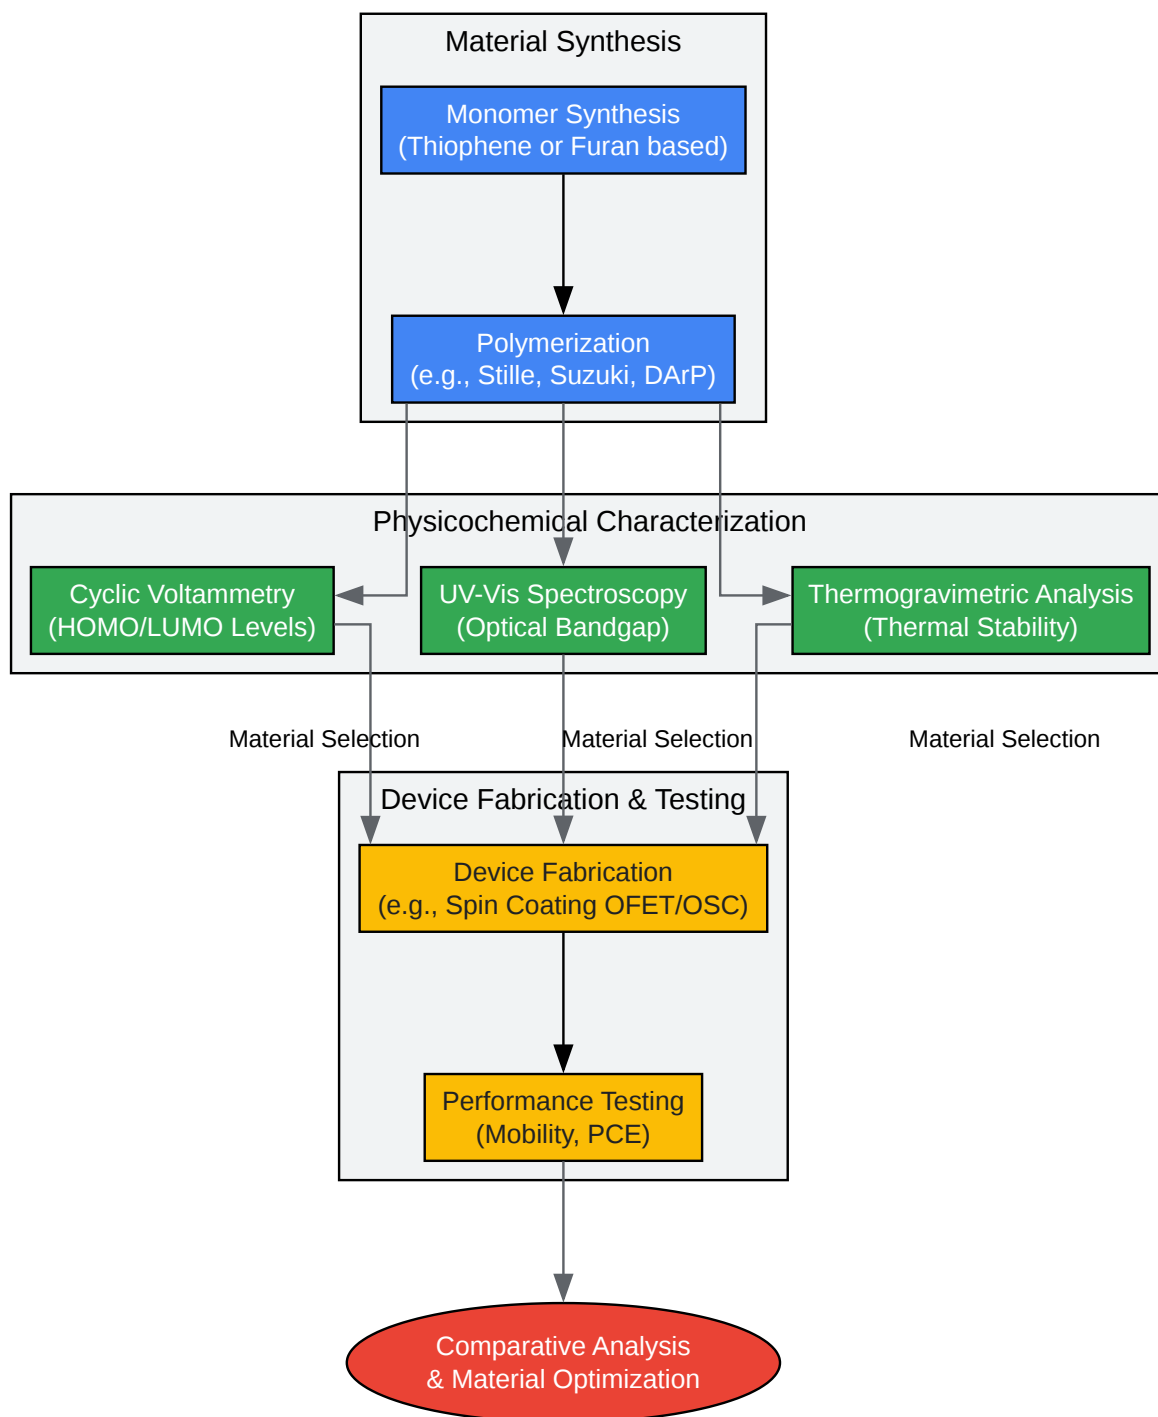 Material Synthesis
Monomer Synthesis
(Thiophene or Furan based)
Polymerization
(e.g., Stille, Suzuki, DArP)
Physicochemical Characterization
Cyclic Voltammetry
(HOMO/LUMO Levels)
UV-Vis Spectroscopy
(Optical Bandgap)
Thermogravimetric Analysis
(Thermal Stability)
Material Selection
Material Selection
Material Selection
Device Fabrication & Testing
Device Fabrication
(e.g., Spin Coating OFET/OSC)
Performance Testing
(Mobility, PCE)
Comparative Analysis
& Material Optimization